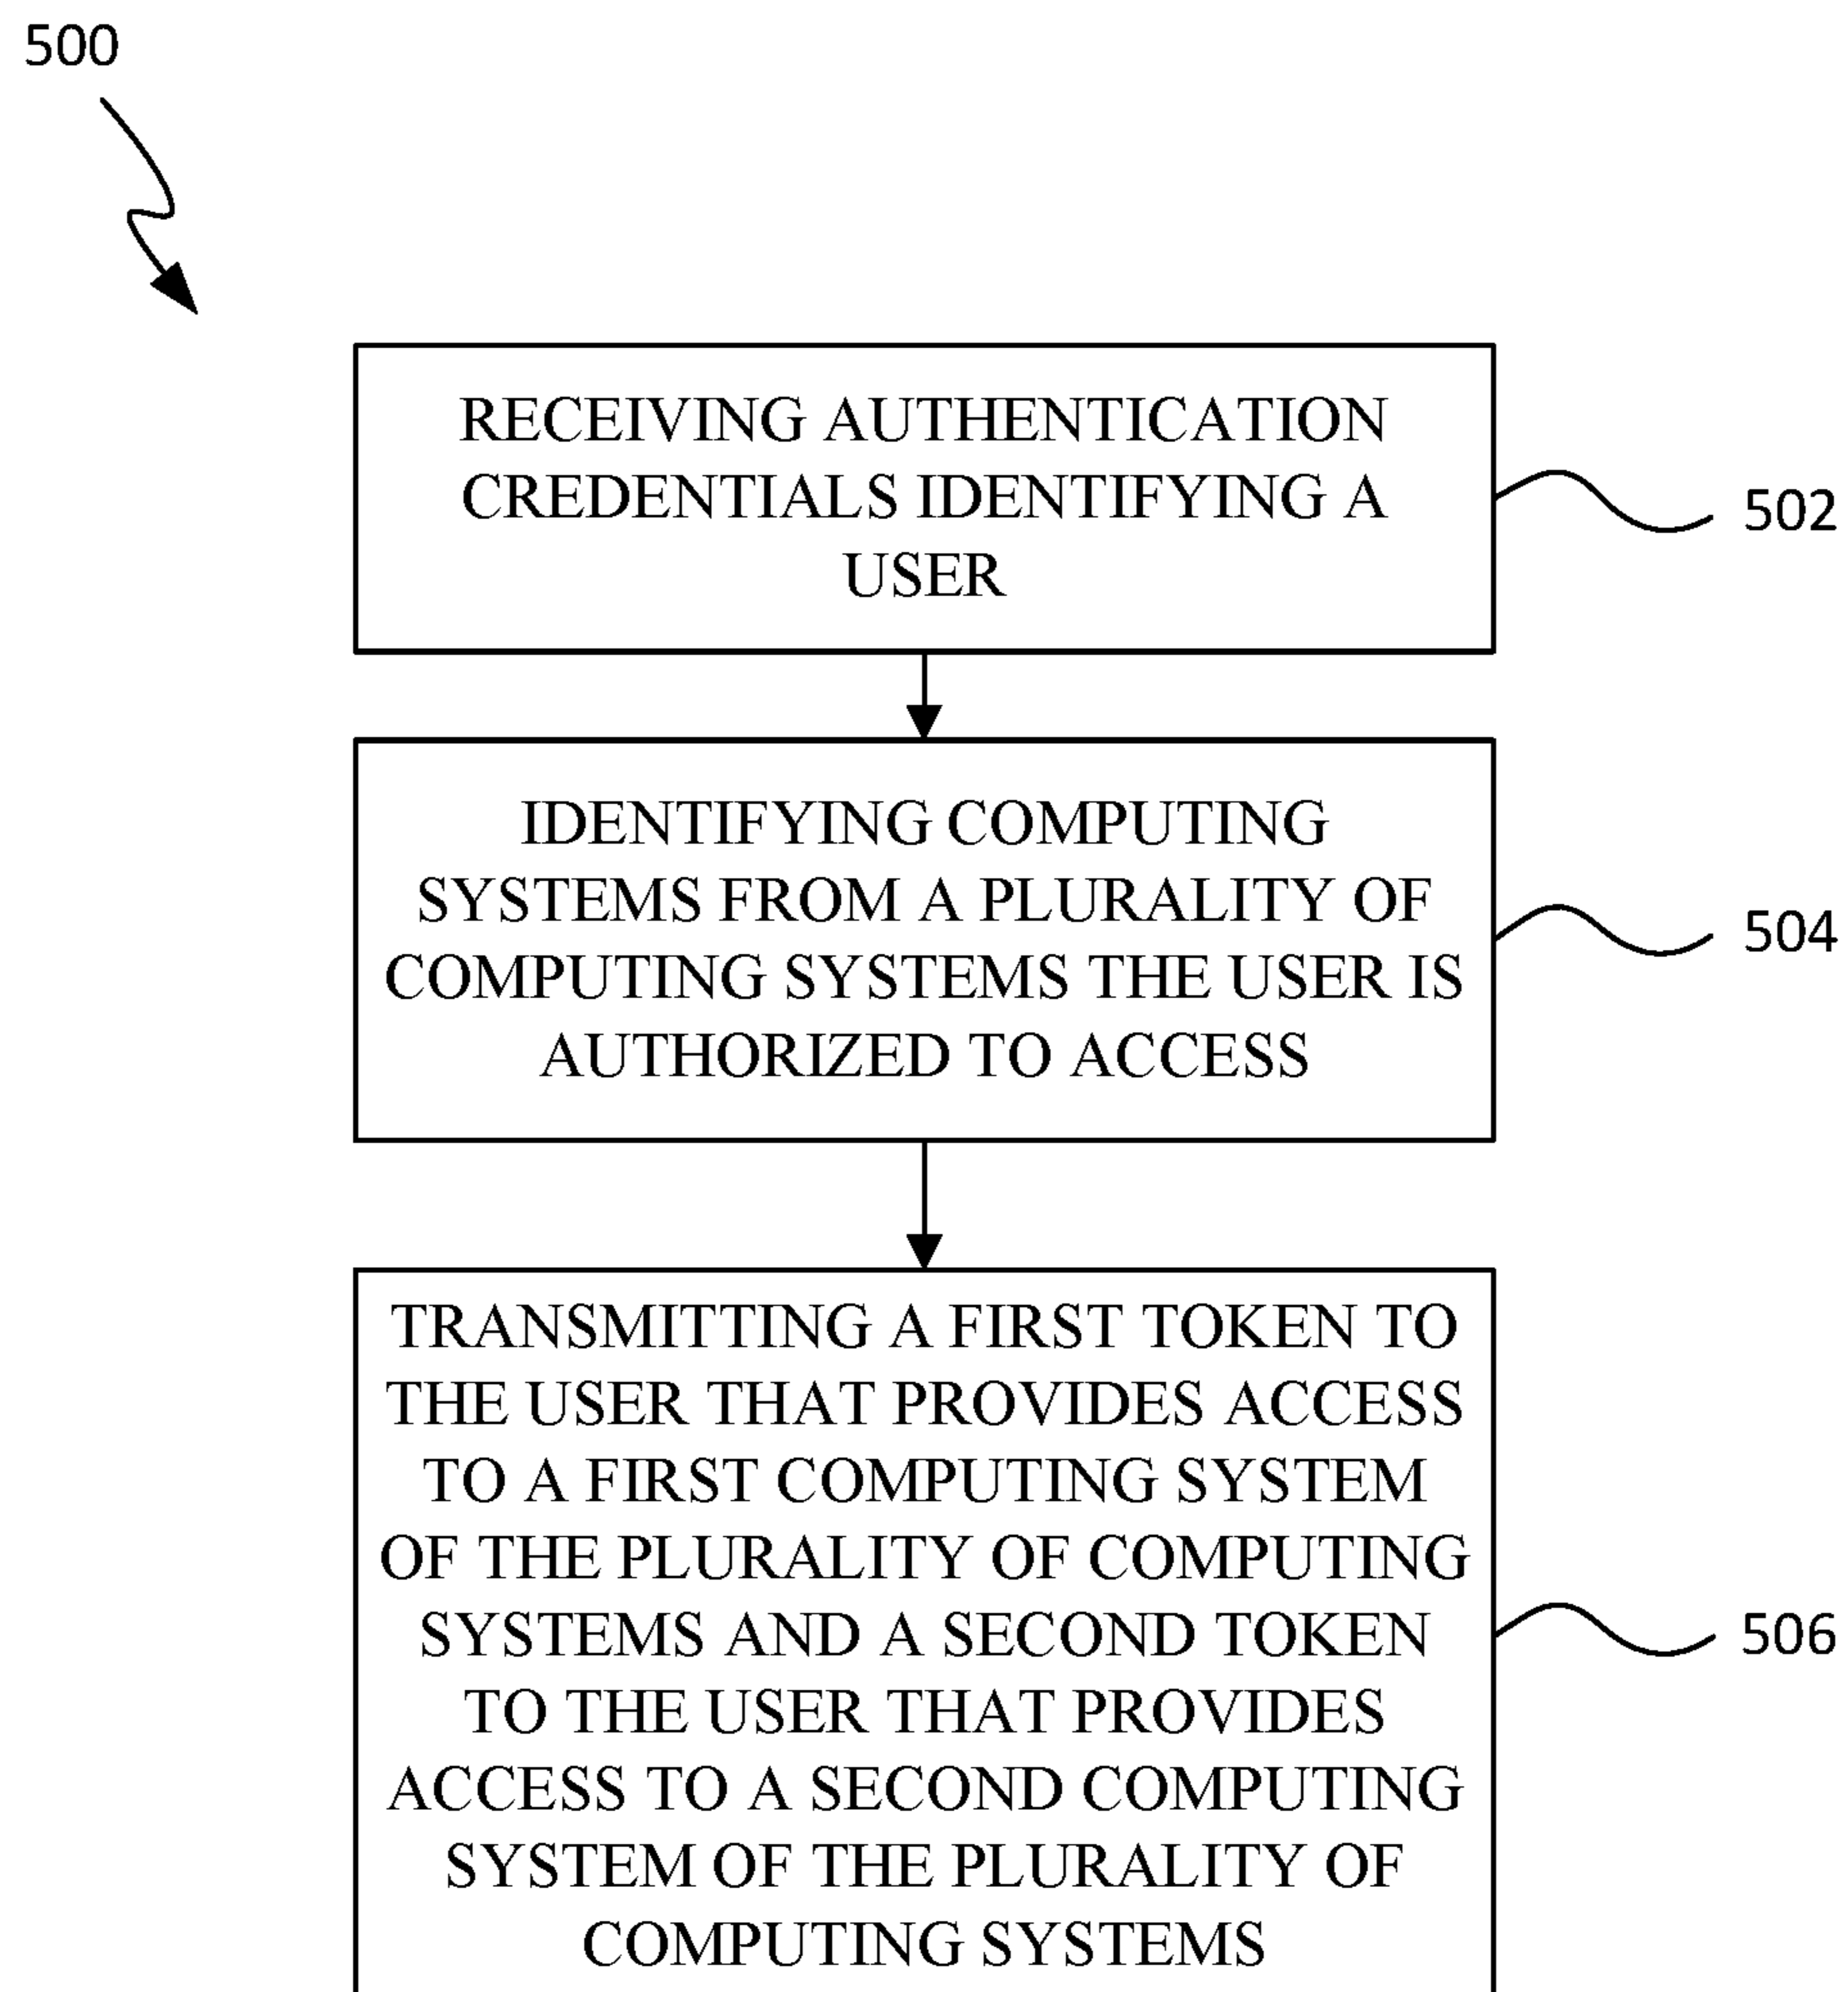 500
RECEIVING AUTHENTICATION
CREDENTIALS IDENTIFYING A
USER
502
IDENTIFYING COMPUTING
SYSTEMS FROM A PLURALITY OF
COMPUTING SYSTEMS THE USER IS
AUTHORIZED TO ACCESS
504
TRANSMITTING A FIRST TOKEN TO
THE USER THAT PROVIDES ACCESS
TO A FIRST COMPUTING SYSTEM
OF THE PLURALITY OF COMPUTING
SYSTEMS AND A SECOND TOKEN
TO THE USER THAT PROVIDES
ACCESS TO A SECOND COMPUTING
SYSTEM OF THE PLURALITY OF
COMPUTING SYSTEMS
506